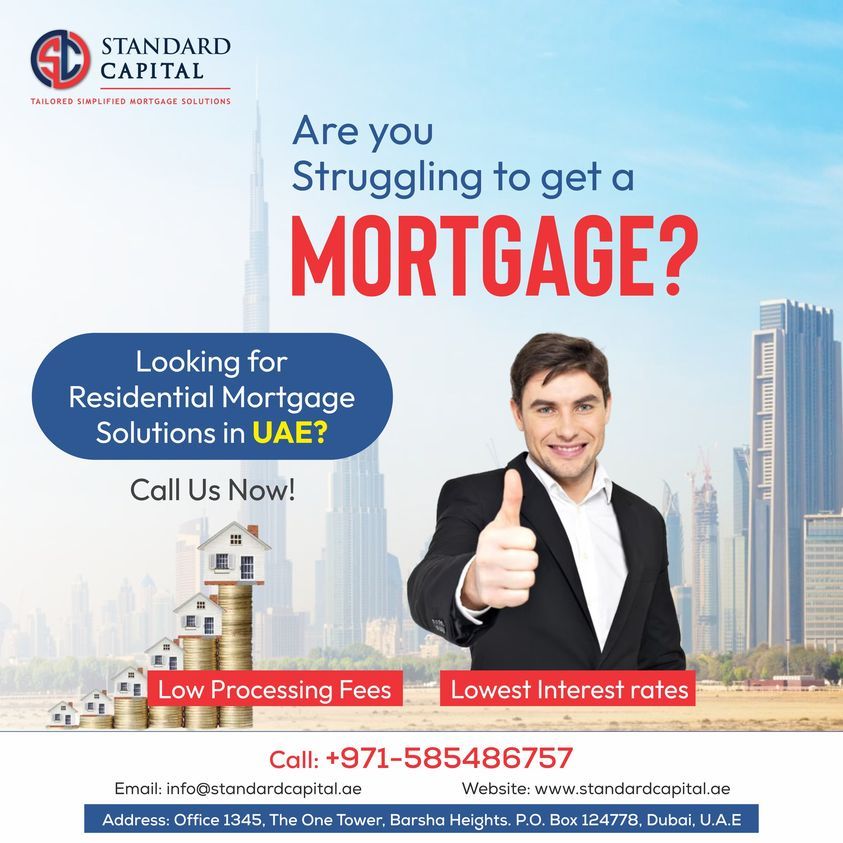 SC
STANDARD
CAPITAL
TAILORED SIMPLIFIED MORTGAGE SOLUTIONS
Are you
Struggling to get a
MORTGAGE?
Looking for
Residential Mortgage
Solutions in UAE?
Call Us Now!
Low Processing Fees
Lowest Interest rates
Call: +971-585486757
Email: info@standardcapital.ae
Website: www.standardcapital.ae
Address: Office 1345, The One Tower, Barsha Heights. P.O. Box 124778, Dubai, U.A.E